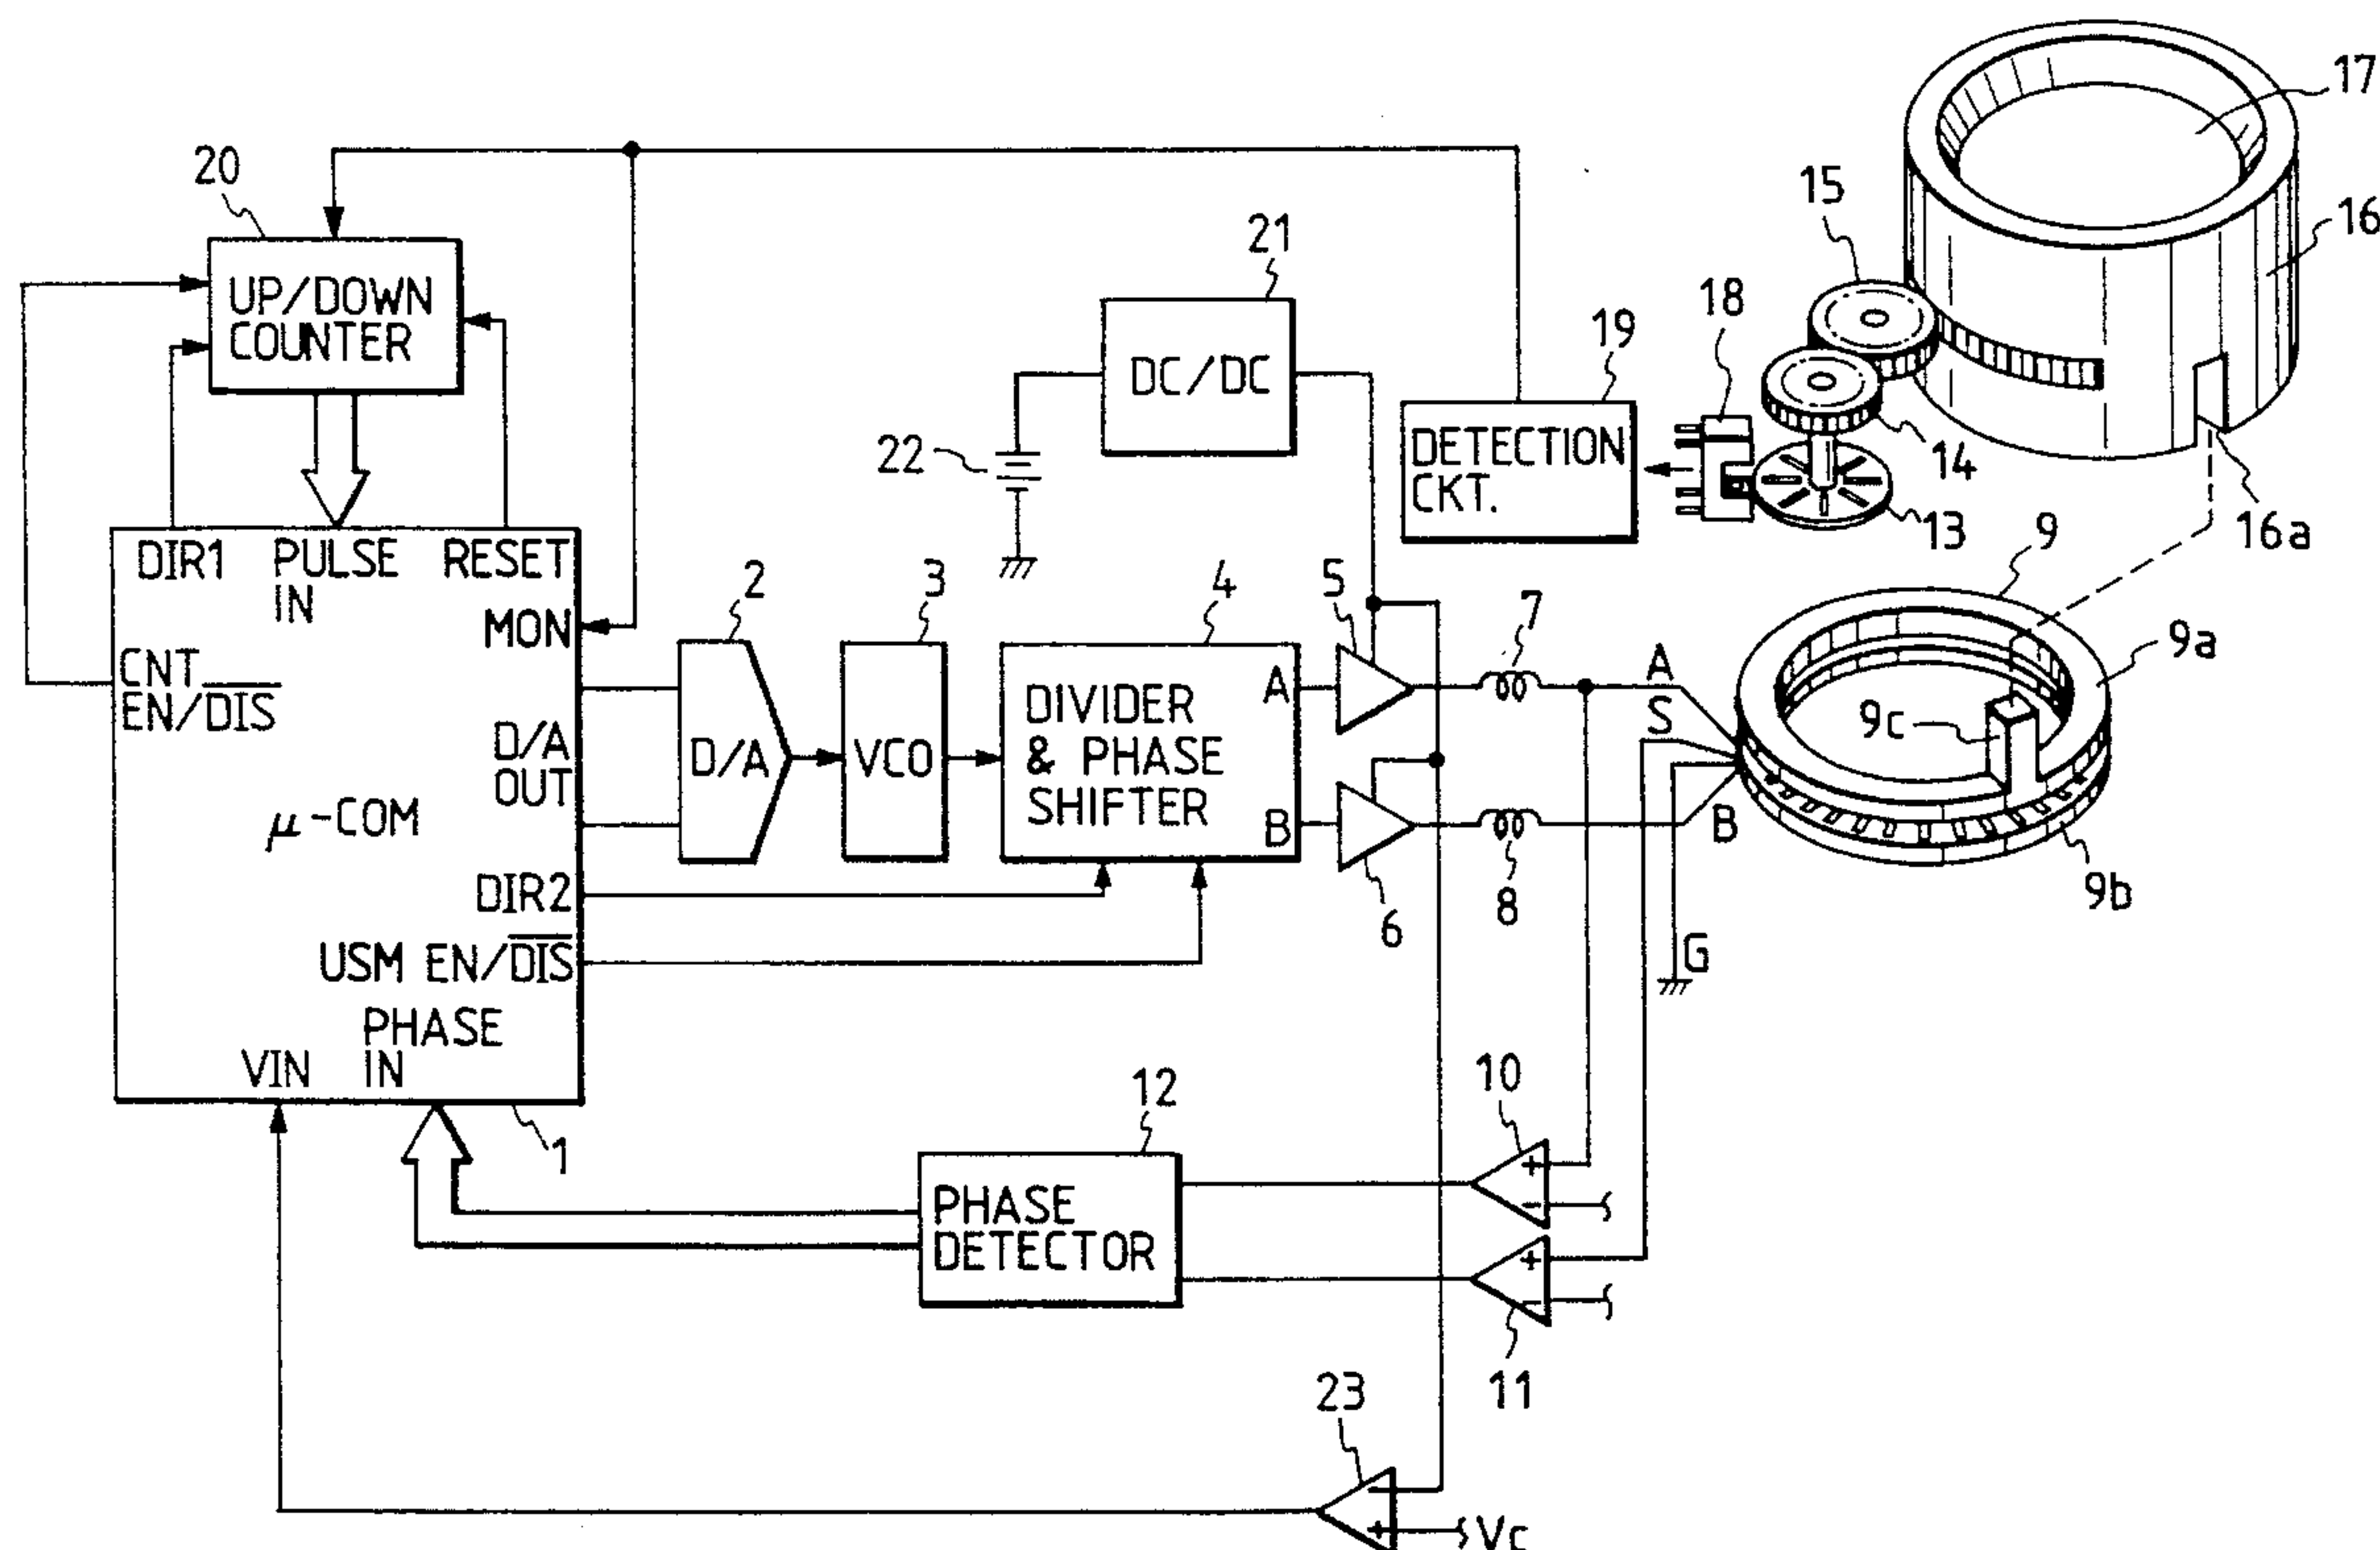 17
20
15
16
21
18
UP/DOWN
COUNTER
19
DC/DC
22
DETECTION
CKT.
14
13
16a
DIR1
PULSE
IN
RESET
MON
2
3
4
5
7
9
9a
CNT
EN/DIS
D/A
OUT
D/A
VCO
DIVIDER
& PHASE
SHIFTER
A
B
A
S
9c
B
μ-COM
DIR2
6
8
9b
USM EN/DIS
G
PHASE
IN
VIN
1
12
10
+
−
PHASE
DETECTOR
+
−
11
23
−
+
Vc